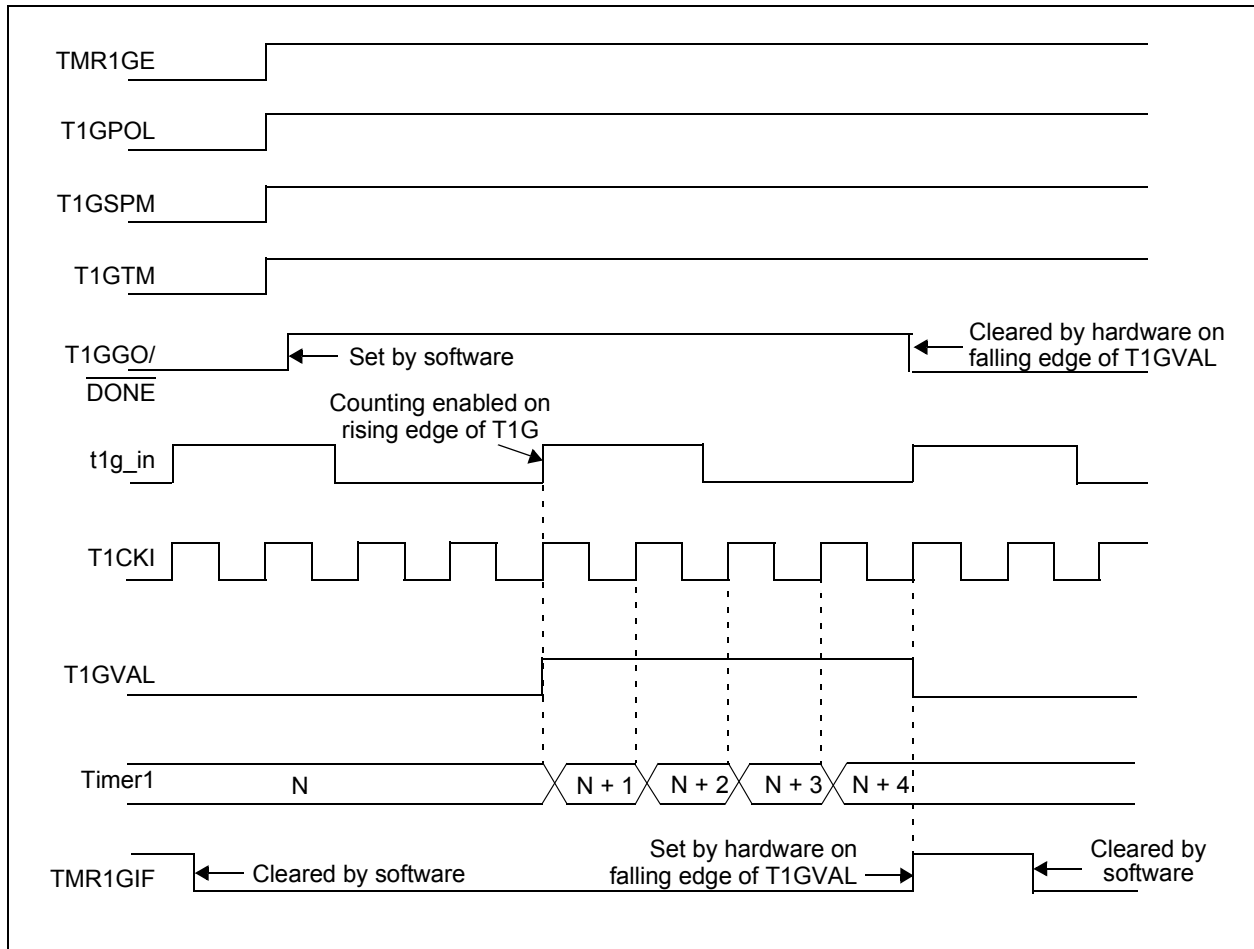 TMR1GE
T1GPOL
T1GSPM
T1GTM
T1GGO/
DONE
Set by software
Cleared by hardware on
falling edge of T1GVAL
Counting enabled on
rising edge of T1G
t1g_in
T1CKI
T1GVAL
Timer1
N
N + 1
N + 2
N + 3
N + 4
TMR1GIF
Cleared by software
Set by hardware on
falling edge of T1GVAL
Cleared by
software